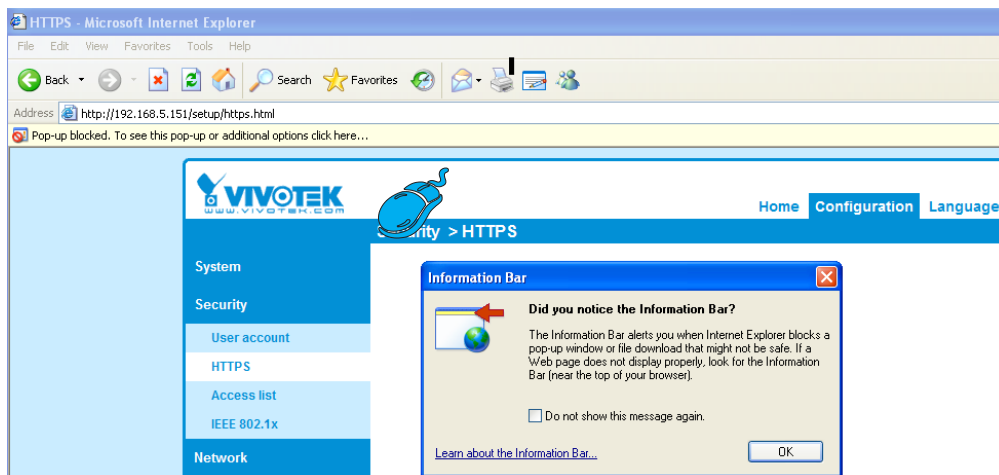 HTTPS - Microsoft Internet Explorer
File Edit View Favorites Tools Help
Back Search Favorites
Address http://192.168.5.151/setup/https.html
Pop-up blocked. To see this pop-up or additional options click here...
VIVOTEK
www.vivotek.com
Home Configuration Language
> HTTPS
System
Security
User account
HTTPS
Access list
IEEE 802.1x
Network
Information Bar
Did you notice the Information Bar?
The Information Bar alerts you when Internet Explorer blocks a
pop-up window or file download that might not be safe. If a
Web page does not display properly, look for the Information
Bar (near the top of your browser).
Do not show this message again.
Learn about the Information Bar...
OK